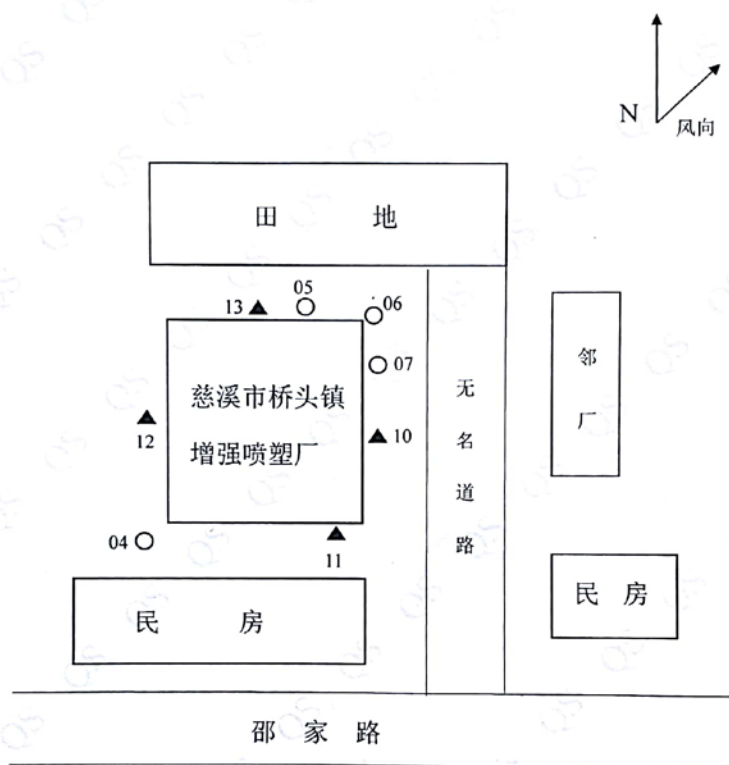 N
风向
田 地
05
13
06
07
慈溪市桥头镇
增强喷塑厂
12
10
04
11
无名道路
邻厂
民 房
民 房
邵 家 路
QS